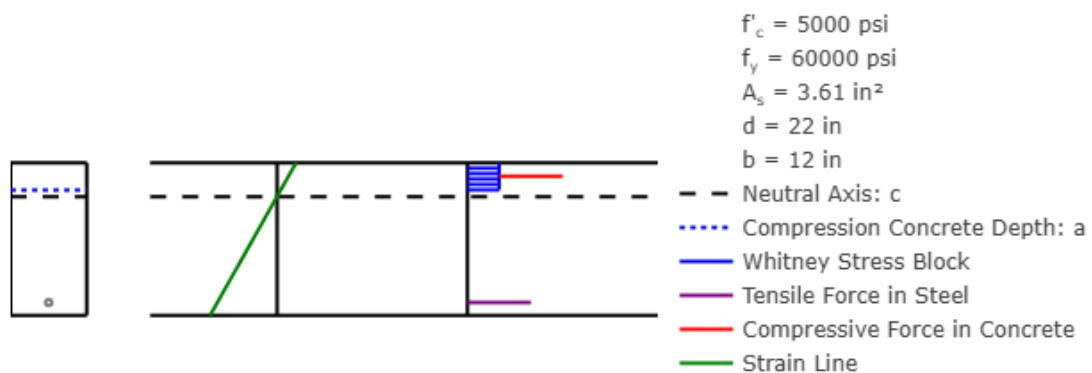 f'c = 5000 psi
fy = 60000 psi
As = 3.61 in²
d = 22 in
b = 12 in
Neutral Axis: c
Compression Concrete Depth: a
Whitney Stress Block
Tensile Force in Steel
Compressive Force in Concrete
Strain Line